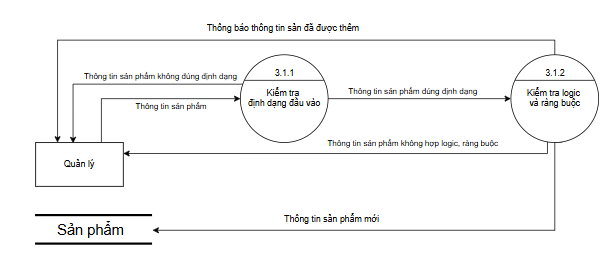 Thông báo thông tin sản đã được thêm
3.1.1
3.1.2
Thông tin sản phẩm không đúng định dạng
Kiểm tra
định dạng đầu vào
Thông tin sản phẩm đúng định dạng
Kiểm tra logic
và ràng buộc
Thông tin sản phẩm
Thông tin sản phẩm không hợp logic, ràng buộc
Quản lý
Thông tin sản phẩm mới
Sản phẩm